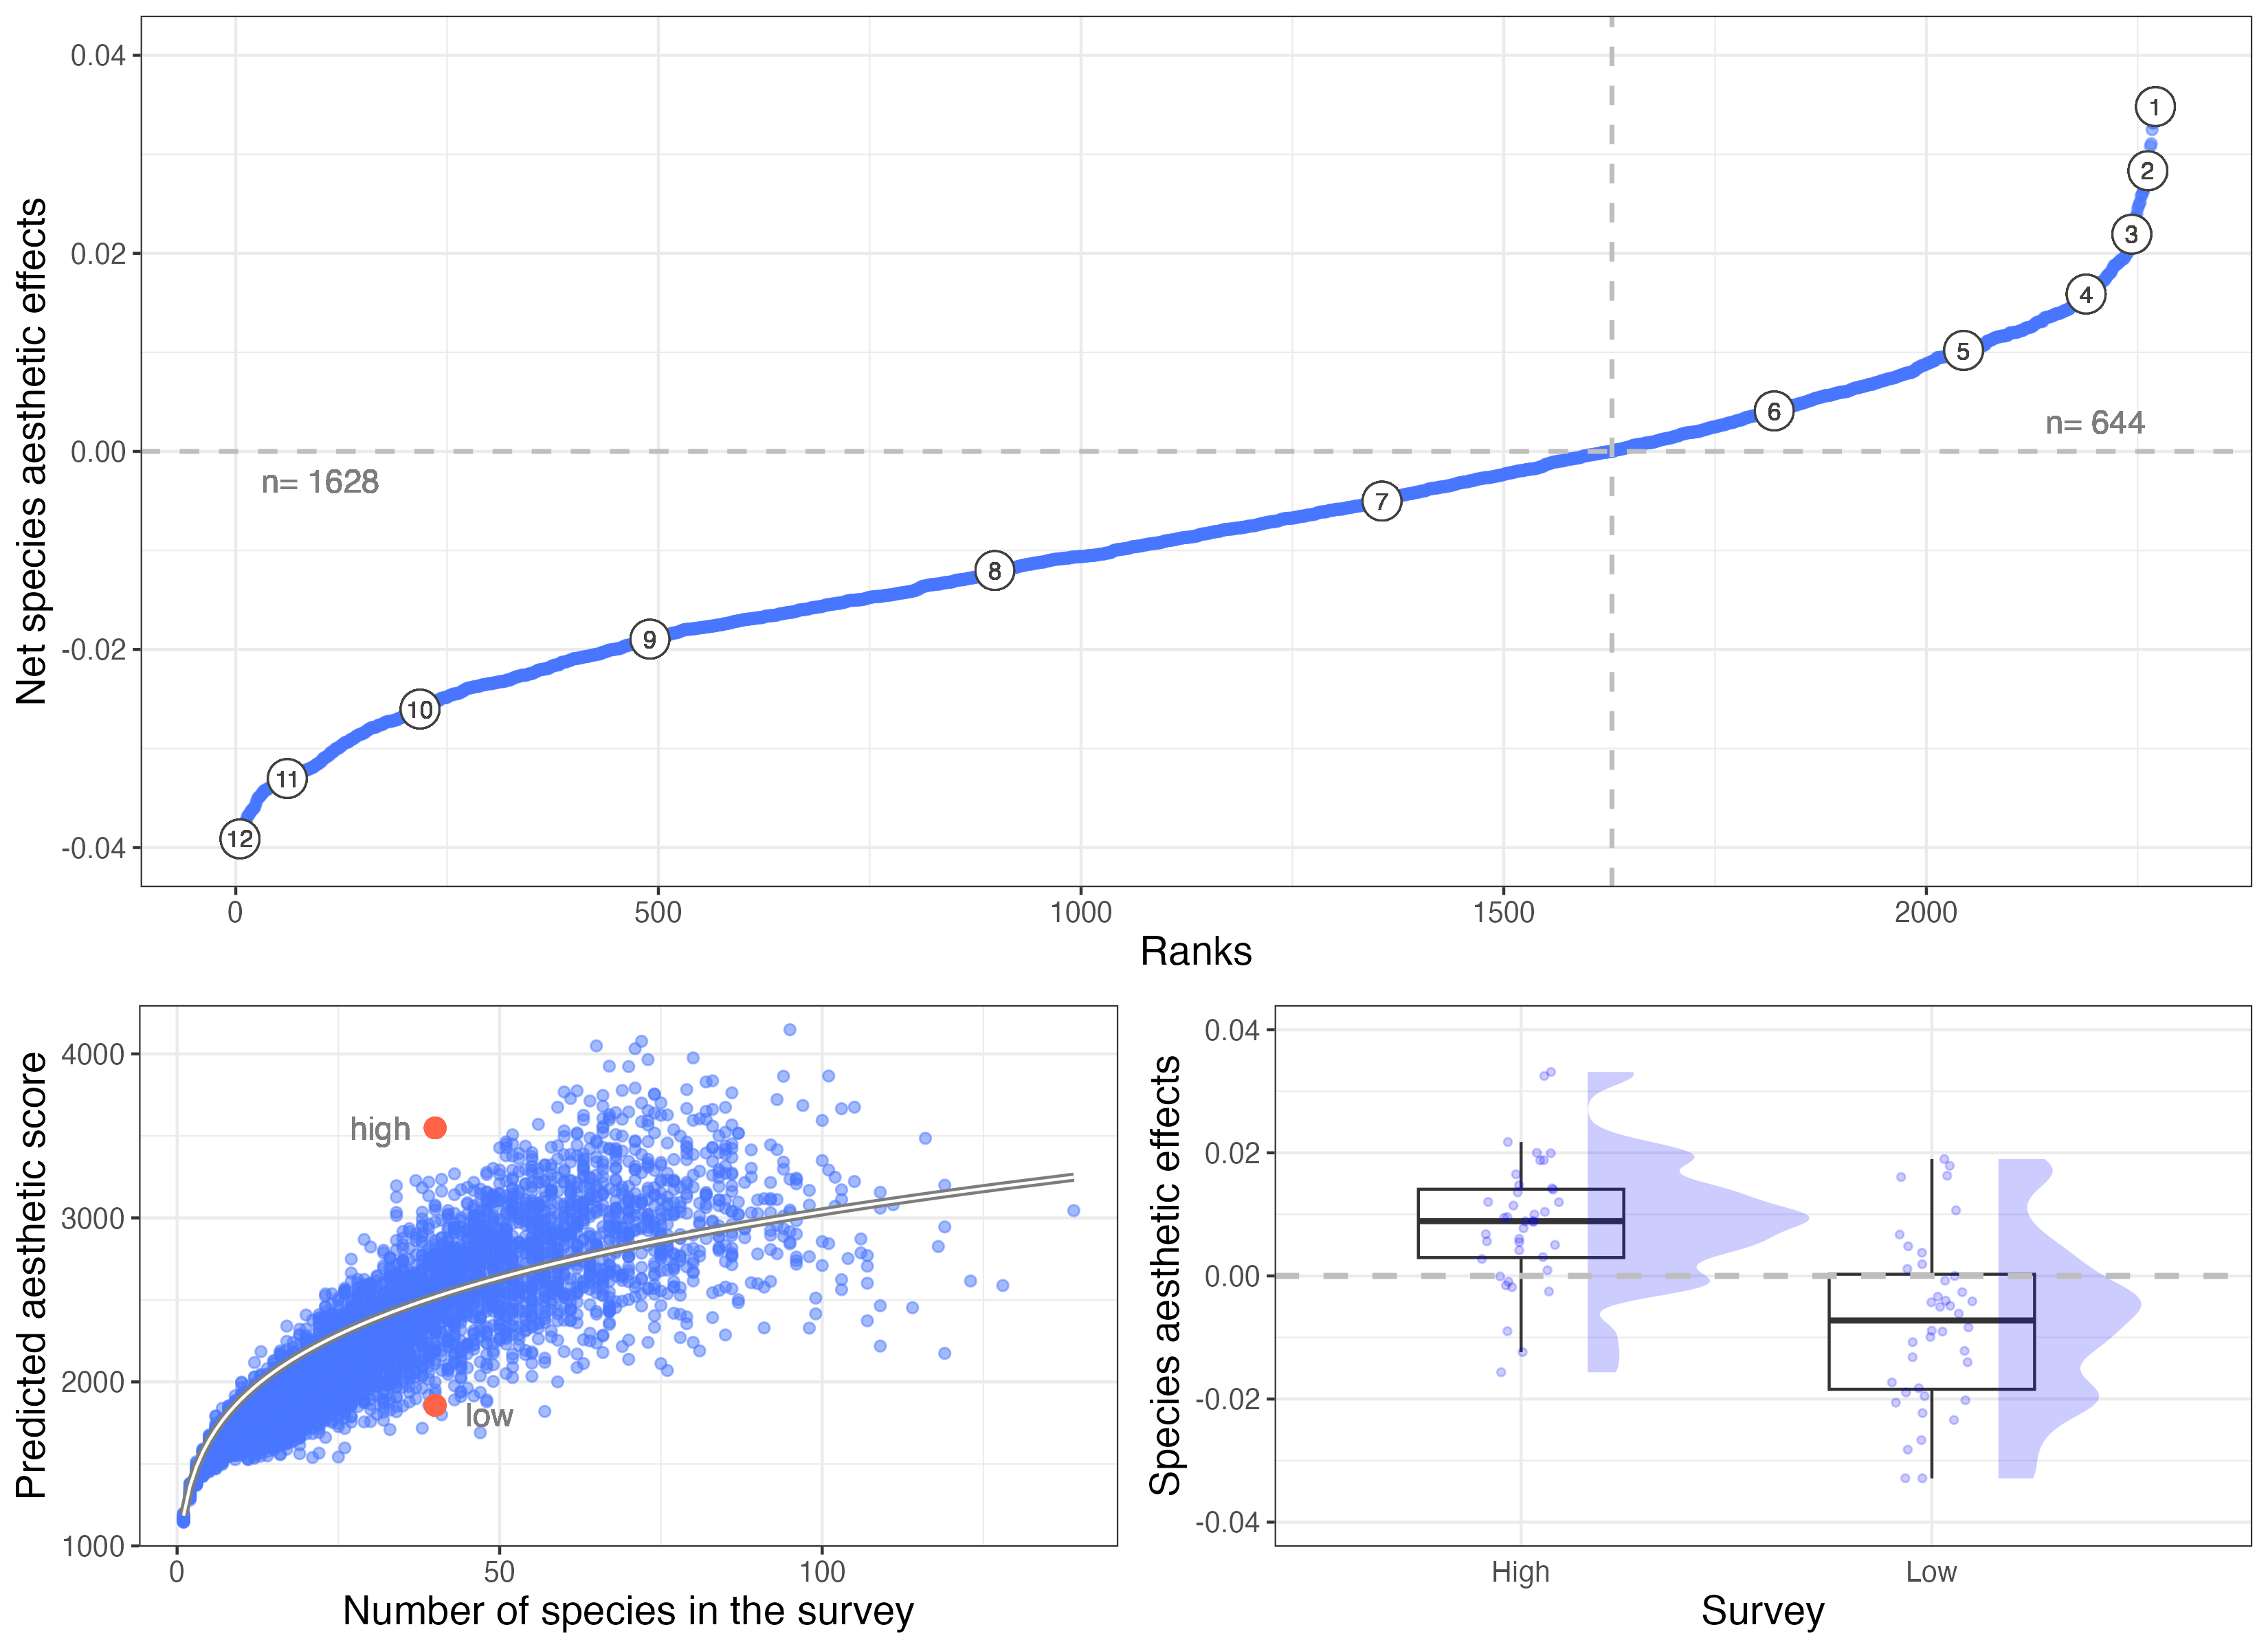 Net species aesthetic effects
0.04
0.02
0.00
-0.02
-0.04
1
2
3
4
5
6
7
8
9
10
11
12
n= 644
n= 1628
0
500
1000
1500
2000
Ranks
Predicted aesthetic score
4000
3000
2000
1000
high
low
0
50
100
Number of species in the survey
Species aesthetic effects
0.04
0.02
0.00
-0.02
-0.04
High
Low
Survey